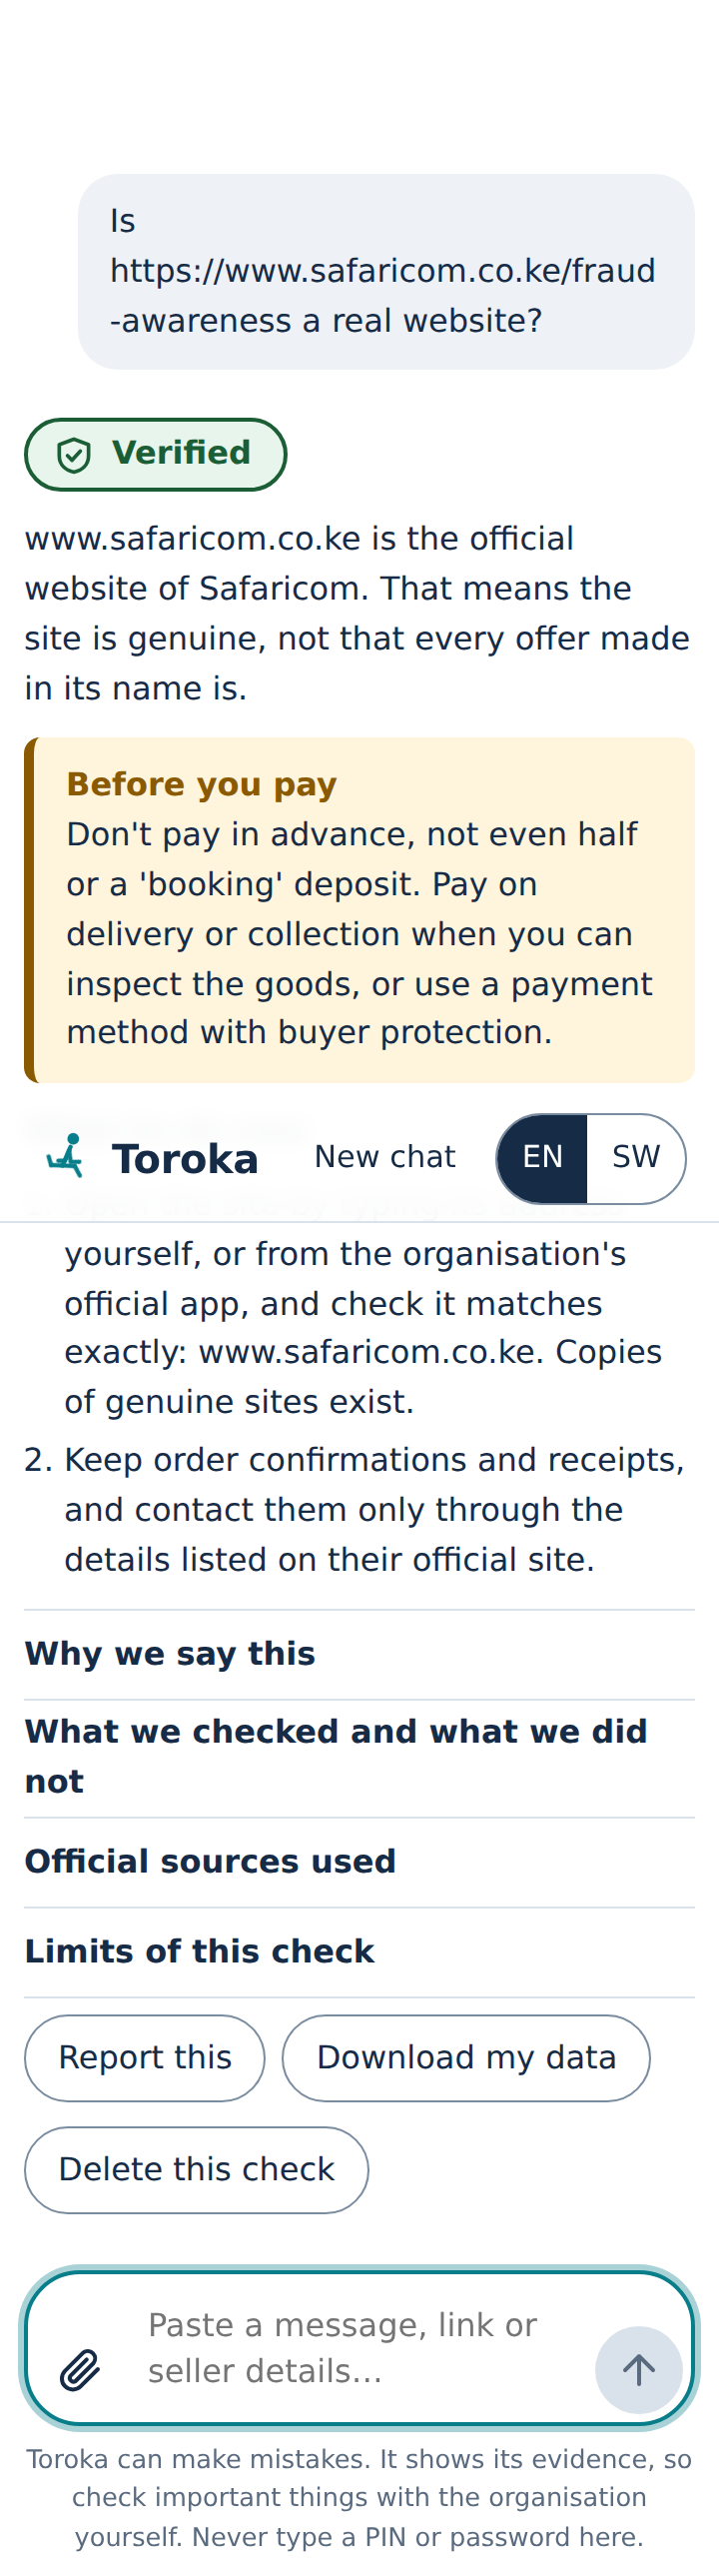 Is
https://www.safaricom.co.ke/fraud
-awareness a real website?
Verified
www.safaricom.co.ke is the official
website of Safaricom. That means the
site is genuine, not that every offer made
in its name is.
Before you pay
Don't pay in advance, not even half
or a 'booking' deposit. Pay on
delivery or collection when you can
inspect the goods, or use a payment
method with buyer protection.
Toroka New chat EN SW
yourself, or from the organisation's
official app, and check it matches
exactly: www.safaricom.co.ke. Copies
of genuine sites exist.
2. Keep order confirmations and receipts,
and contact them only through the
details listed on their official site.
Why we say this
What we checked and what we did
not
Official sources used
Limits of this check
Report this Download my data
Delete this check
Paste a message, link or
seller details...
Toroka can make mistakes. It shows its evidence, so
check important things with the organisation
yourself. Never type a PIN or password here.